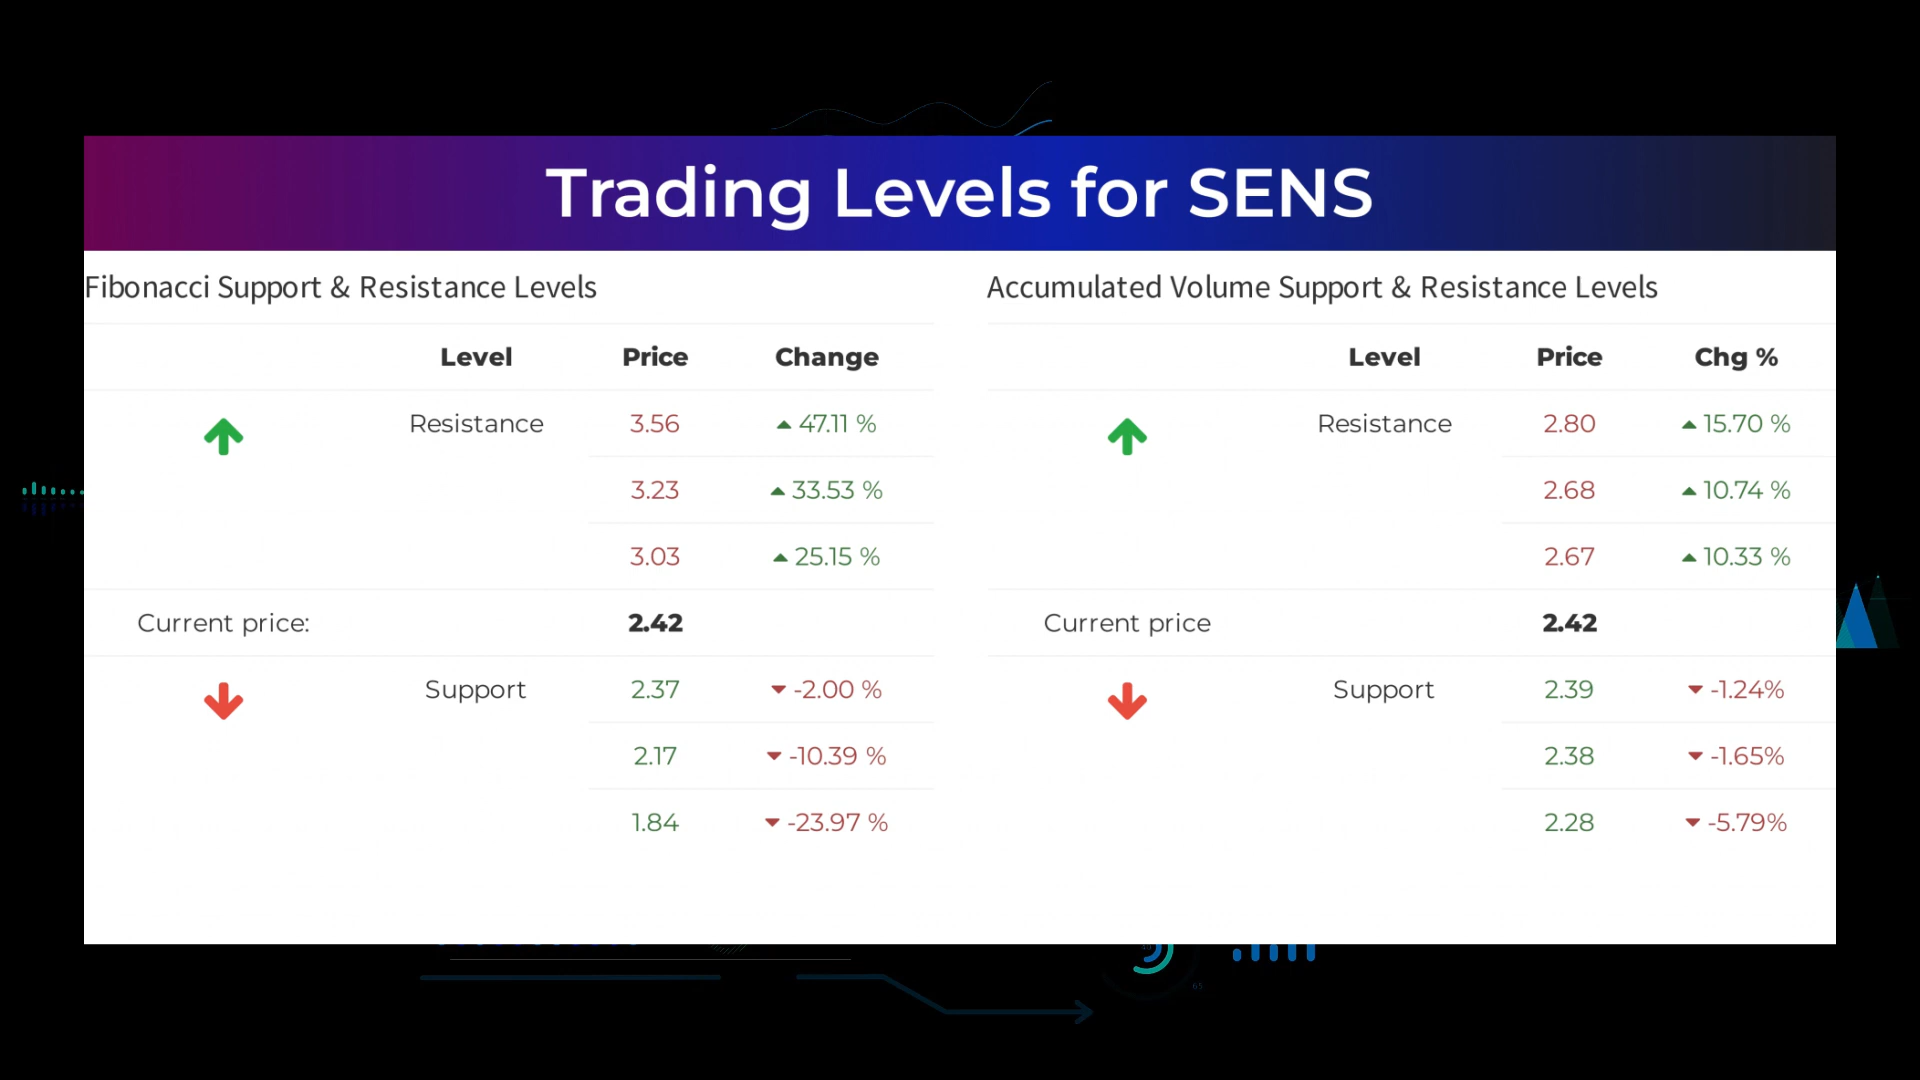 Trading Levels for SENS
Fibonacci Support & Resistance Levels
Level Price Change
Resistance 3.56 47.11 %
3.23 33.53 %
3.03 25.15 %
Current price: 2.42
Support 2.37 -2.00 %
2.17 -10.39 %
1.84 -23.97 %
Accumulated Volume Support & Resistance Levels
Level Price Chg %
Resistance 2.80 15.70 %
2.68 10.74 %
2.67 10.33 %
Current price 2.42
Support 2.39 -1.24%
2.38 -1.65%
2.28 -5.79%
65